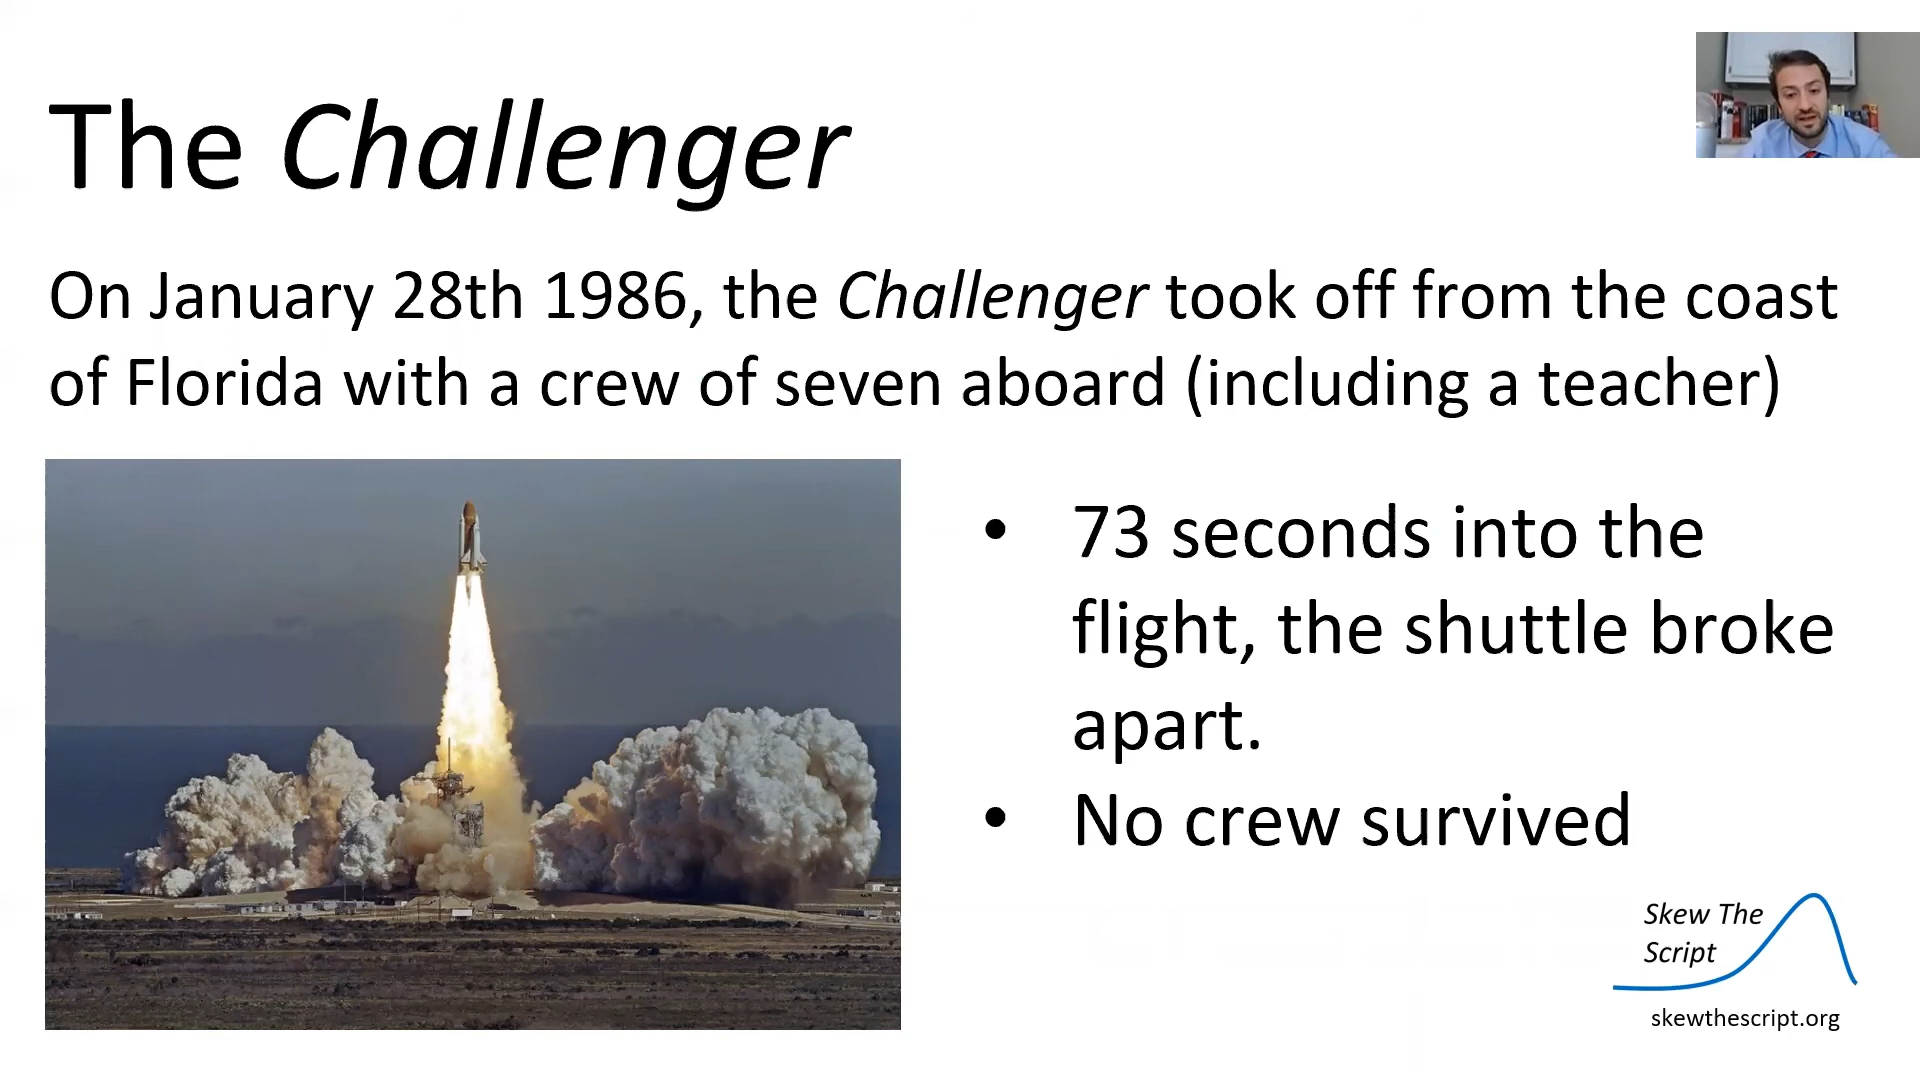 The Challenger
On January 28th 1986, the Challenger took off from the coast
of Florida with a crew of seven aboard (including a teacher)
• 73 seconds into the
flight, the shuttle broke
apart.
• No crew survived
Skew The
Script
skewthescript.org